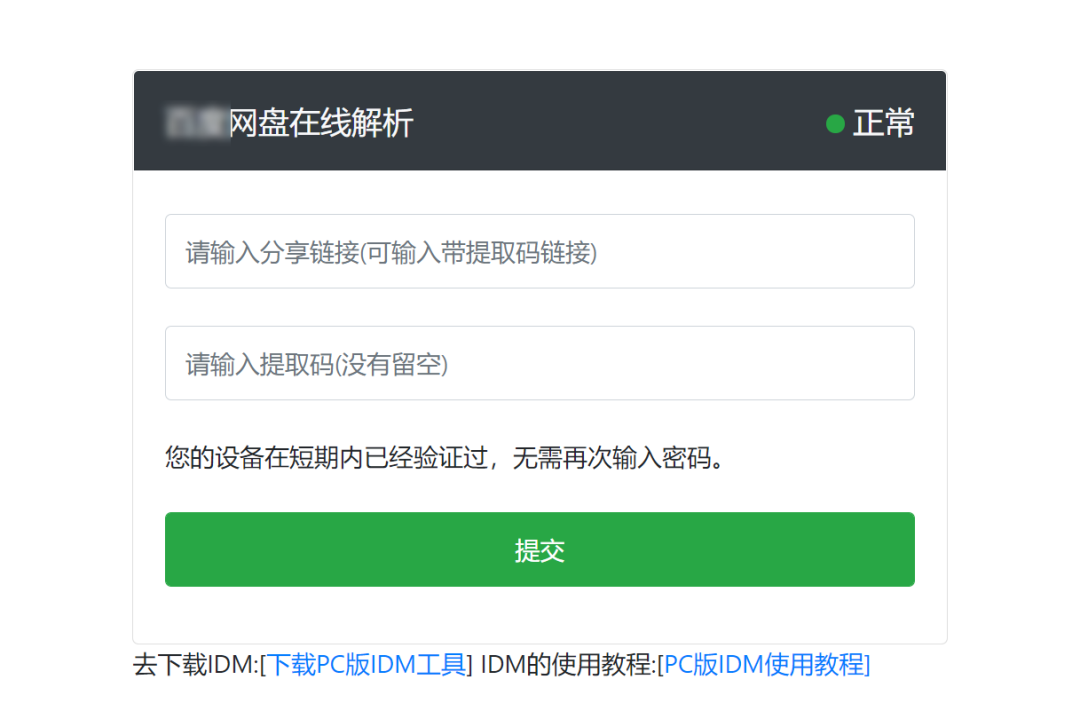 网盘在线解析 正常
请输入分享链接(可输入带提取码链接)
请输入提取码(没有留空)
您的设备在短期内已经验证过，无需再次输入密码。
提交
去下载IDM:[下载PC版IDM工具] IDM的使用教程:[PC版IDM使用教程]